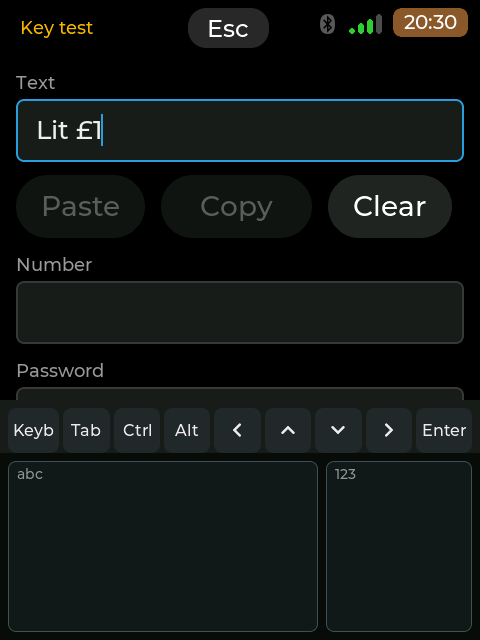 Key test
Esc
20:30
Text
Lit £1
Paste
Copy
Clear
Number
Password
Keyb
Tab
Ctrl
Alt
Enter
abc
123